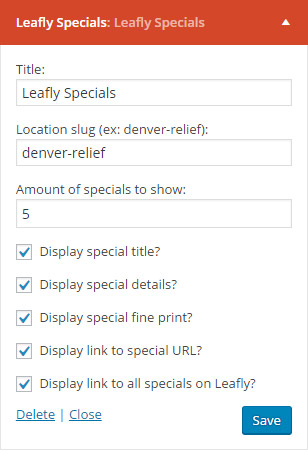 Leafly Specials: Leafly Specials
Title:
Leafly Specials
Location slug (ex: denver-relief):
denver-relief
Amount of specials to show:
5
Display special title?
Display special details?
Display special fine print?
Display link to special URL?
Display link to all specials on Leafly?
Delete | Close Save